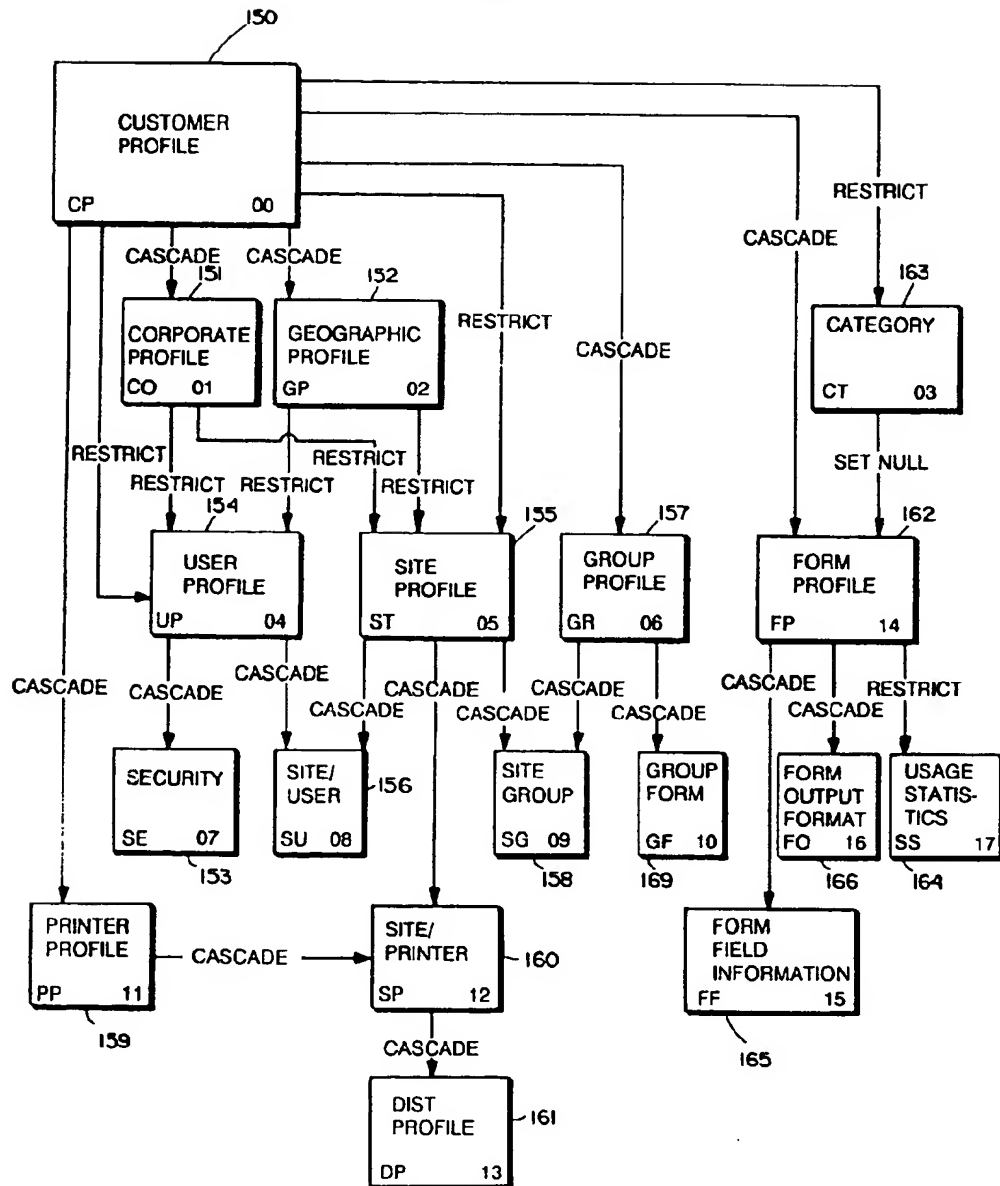 150
CUSTOMER
PROFILE
CP 00
RESTRICT
CASCADE
CASCADE
CASCADE
151
152
163
RESTRICT
CASCADE
CORPORATE
PROFILE
CO 01
GEOGRAPHIC
PROFILE
GP 02
CATEGORY
CT 03
RESTRICT
RESTRICT
RESTRICT
RESTRICT
RESTRICT
SET NULL
154
155
157
162
USER
PROFILE
UP 04
SITE
PROFILE
ST 05
GROUP
PROFILE
GR 06
FORM
PROFILE
FP 14
CASCADE
CASCADE
CASCADE
CASCADE
CASCADE
CASCADE
CASCADE
CASCADE
CASCADE
CASCADE
RESTRICT
SECURITY
SE 07
153
SITE/
USER
SU 08
156
SITE
GROUP
SG 09
158
GROUP
FORM
GF 10
169
FORM
OUTPUT
FORMAT
FO 16
166
USAGE
STATIS-
TICS
SS 17
164
PRINTER
PROFILE
PP 11
159
CASCADE
SITE/
PRINTER
SP 12
160
FORM
FIELD
INFORMATION
FF 15
165
CASCADE
DIST
PROFILE
DP 13
161